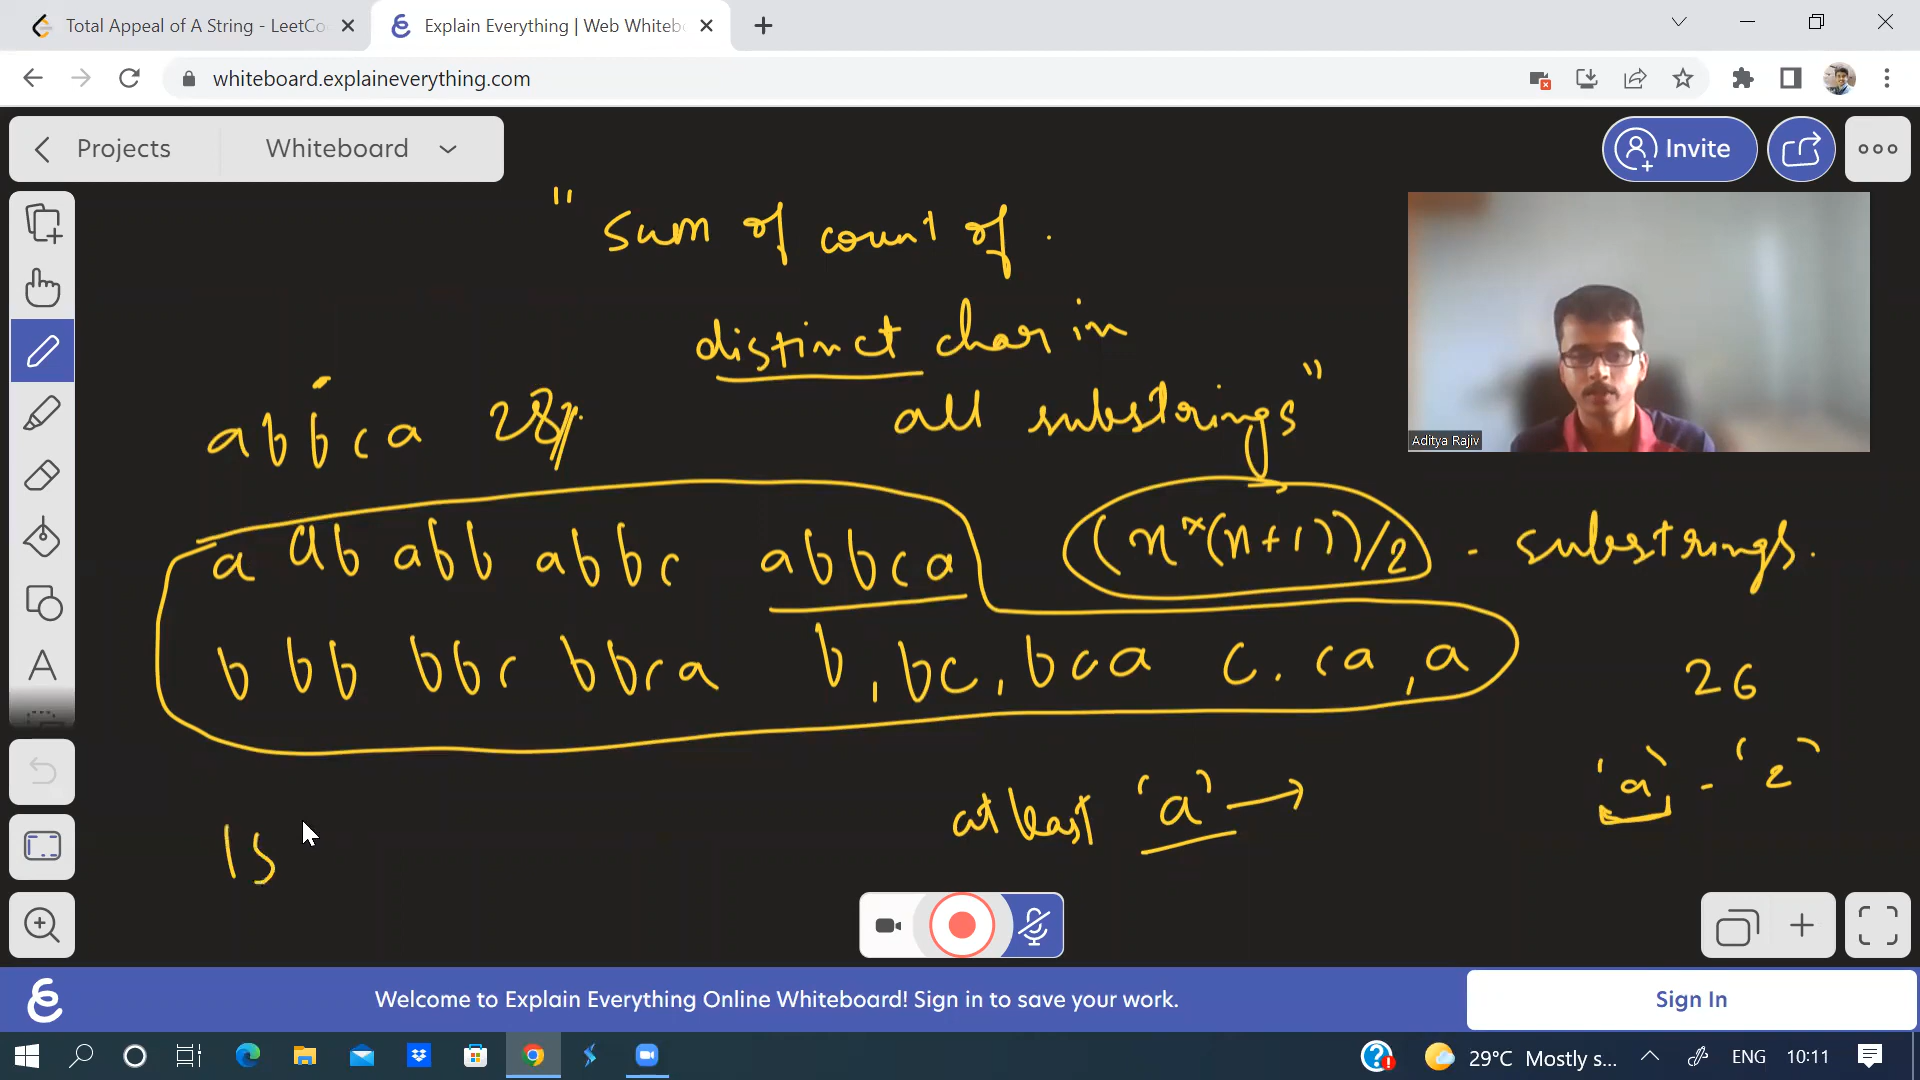 Total Appeal of A String - LeetCo
Explain Everything | Web Whiteb
whiteboard.explaineverything.com
Projects
Whiteboard
Invite
" sum of count of .
distinct char in
all substrings "
a b b c a 28
a ab abb abbc abbca
(n*(n+1))/2 - substrings.
b bb bbc bbca b, bc, bca c. ca, a
26
'a' - 'z'
at least 'a' →
15
Aditya Rajiv
A
Welcome to Explain Everything Online Whiteboard! Sign in to save your work.
Sign In
29°C Mostly s...
ENG
10:11